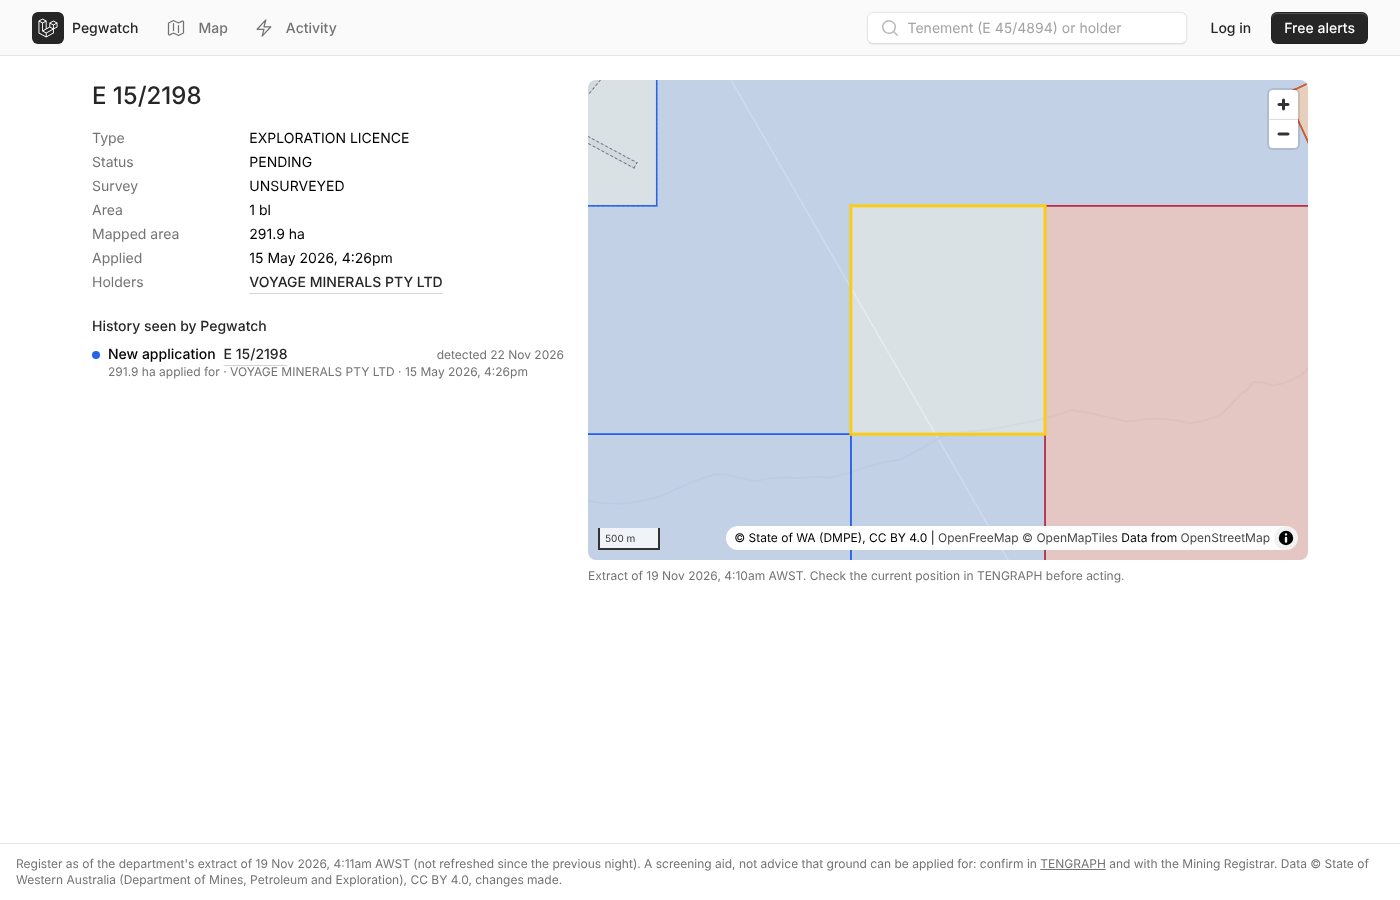 Pegwatch
Map
Activity
Tenement (E 45/4894) or holder
Log in
Free alerts
E 15/2198
Type EXPLORATION LICENCE
Status PENDING
Survey UNSURVEYED
Area 1 bl
Mapped area 291.9 ha
Applied 15 May 2026, 4:26pm
Holders VOYAGE MINERALS PTY LTD
History seen by Pegwatch
New application E 15/2198 detected 22 Nov 2026
291.9 ha applied for · VOYAGE MINERALS PTY LTD · 15 May 2026, 4:26pm
+
−
500 m
© State of WA (DMPE), CC BY 4.0 | OpenFreeMap © OpenMapTiles Data from OpenStreetMap
Extract of 19 Nov 2026, 4:10am AWST. Check the current position in TENGRAPH before acting.
Register as of the department's extract of 19 Nov 2026, 4:11am AWST (not refreshed since the previous night). A screening aid, not advice that ground can be applied for: confirm in TENGRAPH and with the Mining Registrar. Data © State of
Western Australia (Department of Mines, Petroleum and Exploration), CC BY 4.0, changes made.